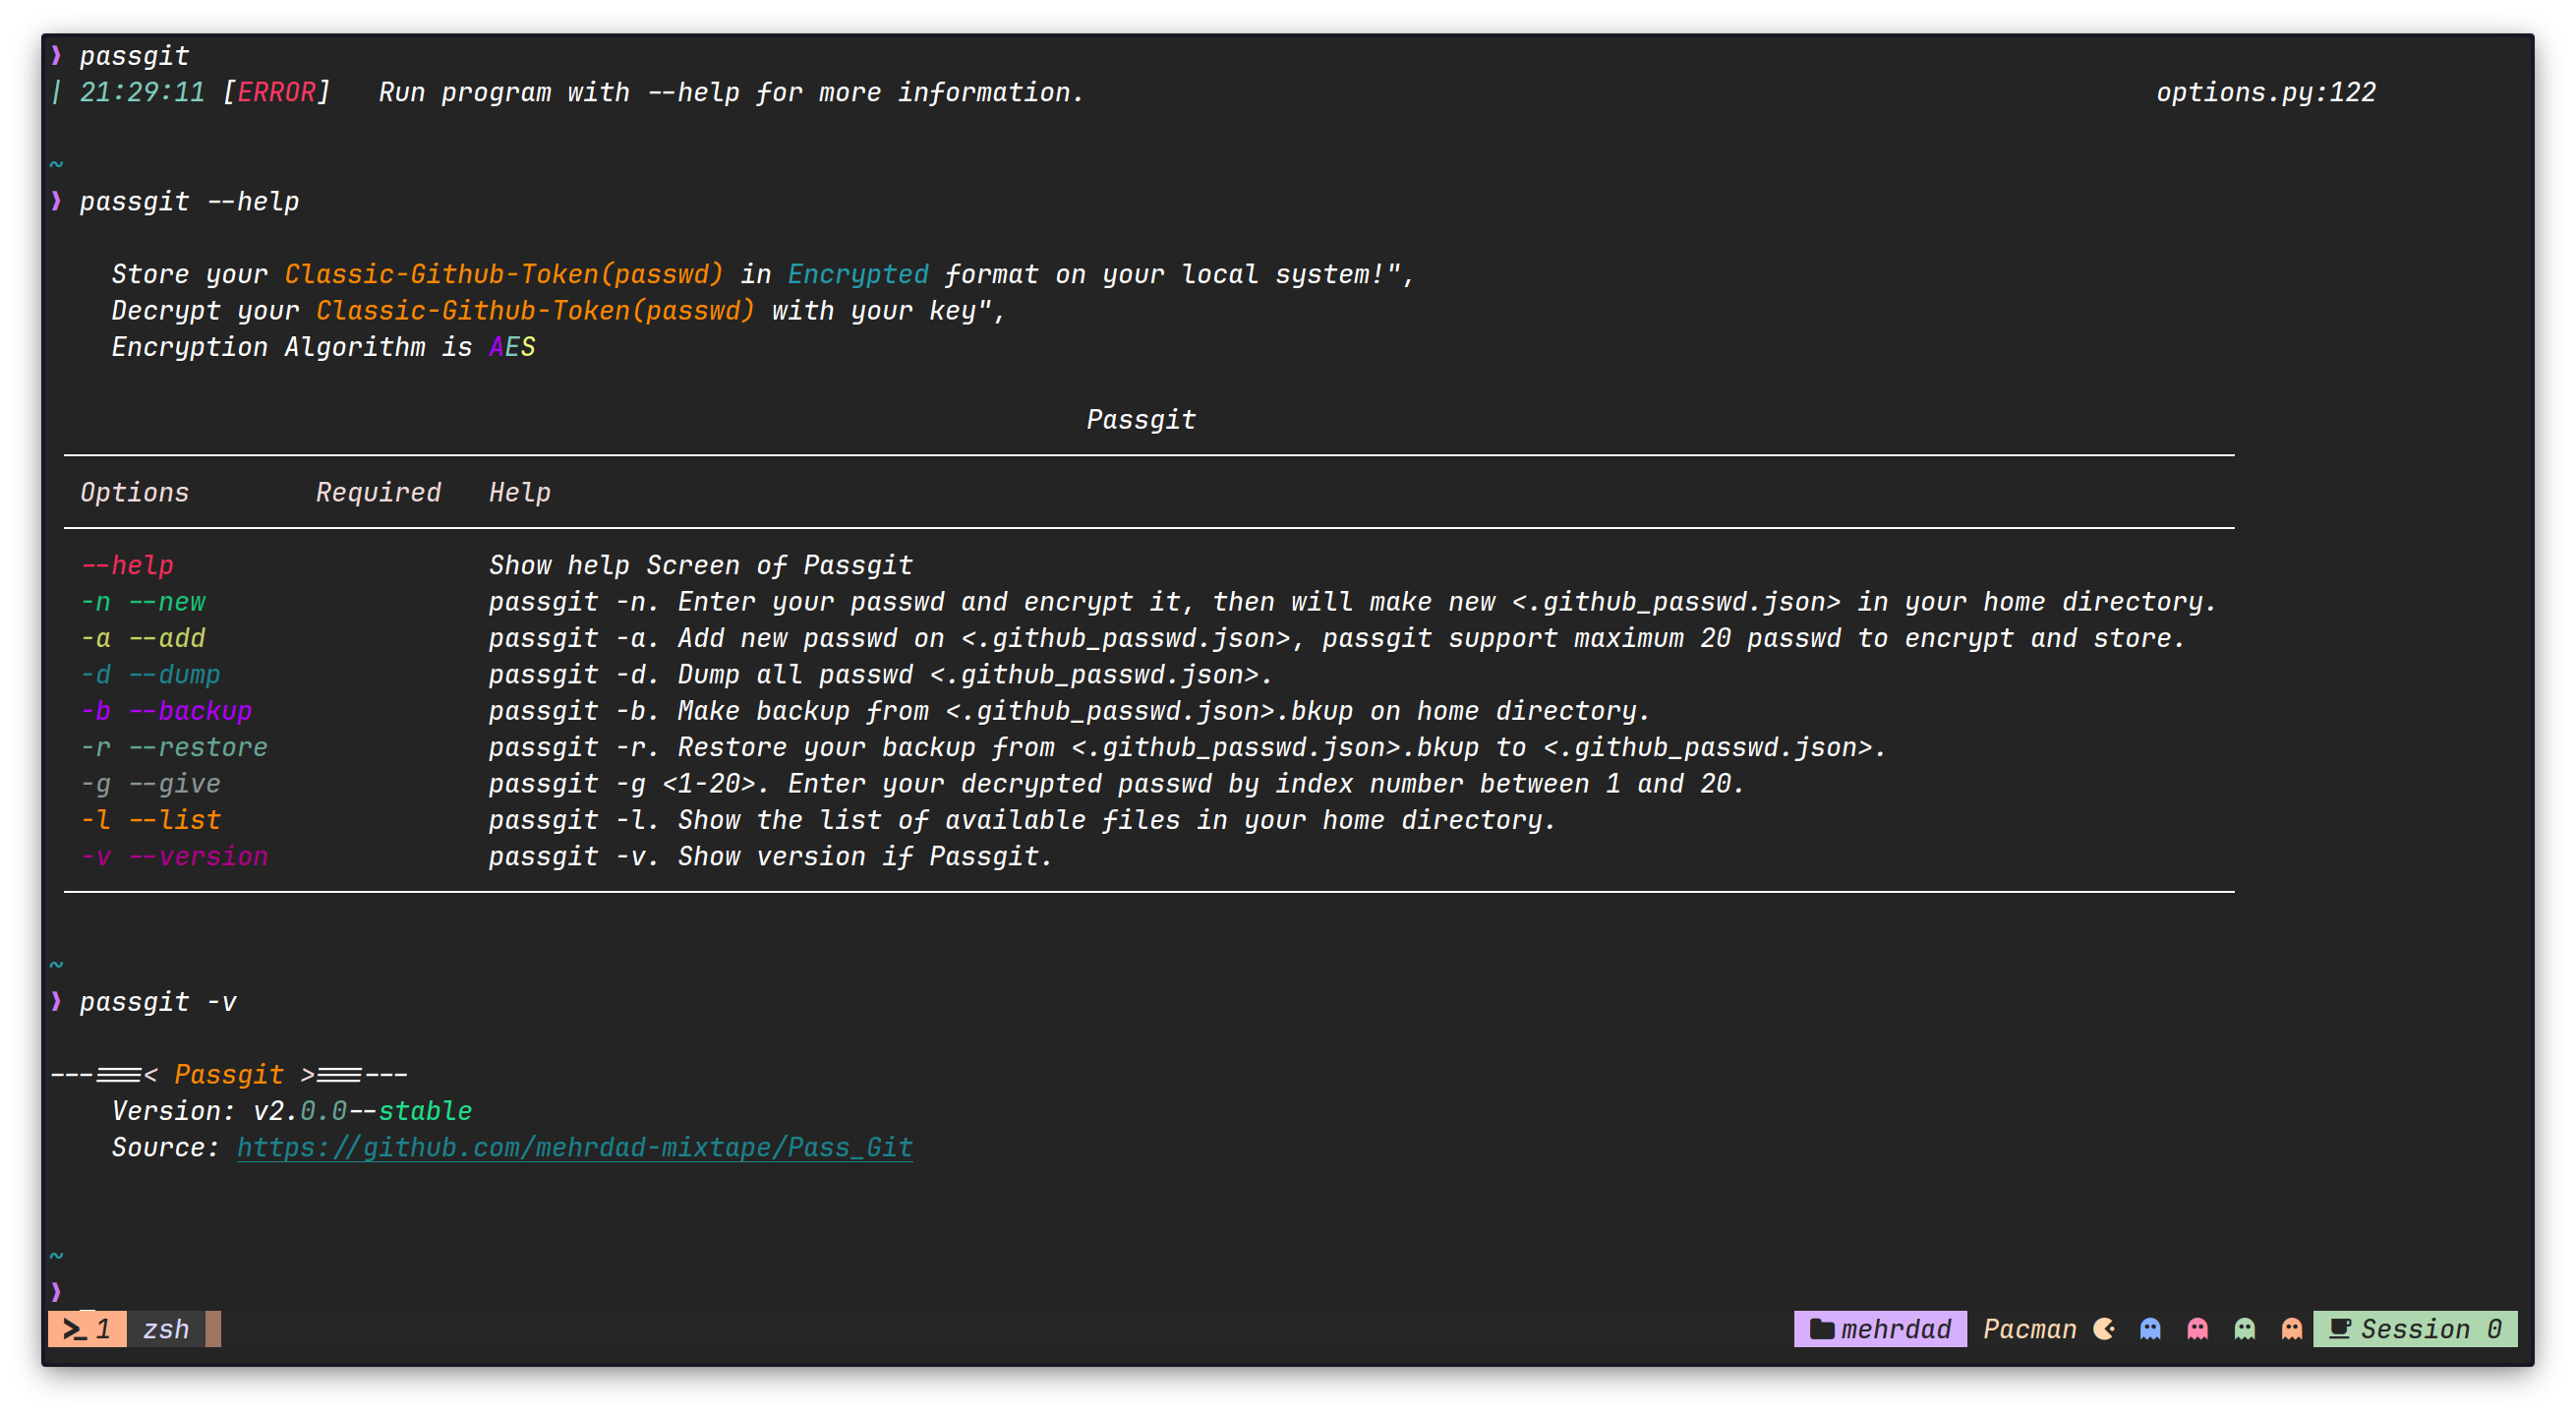 ❯ passgit
| 21:29:11 [ERROR]   Run program with --help for more information.   options.py:122
~
❯ passgit --help
Store your Classic-Github-Token(passwd) in Encrypted format on your local system!",
Decrypt your Classic-Github-Token(passwd) with your key",
Encryption Algorithm is AES
Passgit
Options   Required   Help
--help   Show help Screen of Passgit
-n --new   passgit -n. Enter your passwd and encrypt it, then will make new <.github_passwd.json> in your home directory.
-a --add   passgit -a. Add new passwd on <.github_passwd.json>, passgit support maximum 20 passwd to encrypt and store.
-d --dump   passgit -d. Dump all passwd <.github_passwd.json>.
-b --backup   passgit -b. Make backup from <.github_passwd.json>.bkup on home directory.
-r --restore   passgit -r. Restore your backup from <.github_passwd.json>.bkup to <.github_passwd.json>.
-g --give   passgit -g <1-20>. Enter your decrypted passwd by index number between 1 and 20.
-l --list   passgit -l. Show the list of available files in your home directory.
-v --version   passgit -v. Show version if Passgit.
~
❯ passgit -v
---===< Passgit >===---
Version: v2.0.0--stable
Source: https://github.com/mehrdad-mixtape/Pass_Git
~
❯
1 zsh   mehrdad Pacman Session 0